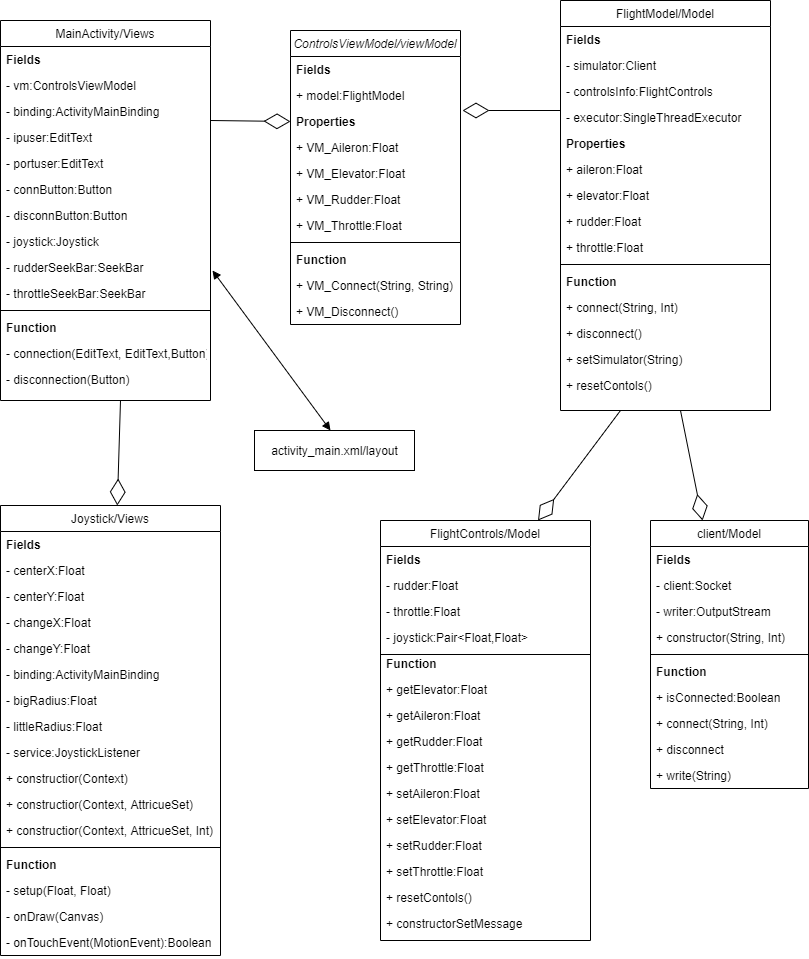 MainActivity/Views
Fields
- vm:ControlsViewModel
- binding:ActivityMainBinding
- ipuser:EditText
- portuser:EditText
- connButton:Button
- disconnButton:Button
- joystick:Joystick
- rudderSeekBar:SeekBar
- throttleSeekBar:SeekBar
Function
- connection(EditText, EditText,Button
- disconnection(Button)
ControlsViewModel/viewModel
Fields
+ model:FlightModel
Properties
+ VM_Aileron:Float
+ VM_Elevator:Float
+ VM_Rudder:Float
+ VM_Throttle:Float
Function
+ VM_Connect(String, String)
+ VM_Disconnect()
FlightModel/Model
Fields
- simulator:Client
- controlsInfo:FlightControls
- executor:SingleThreadExecutor
Properties
+ aileron:Float
+ elevator:Float
+ rudder:Float
+ throttle:Float
Function
+ connect(String, Int)
+ disconnect()
+ setSimulator(String)
+ resetContols()
activity_main.xml/layout
Joystick/Views
Fields
- centerX:Float
- centerY:Float
- changeX:Float
- changeY:Float
- binding:ActivityMainBinding
- bigRadius:Float
- littleRadius:Float
- service:JoystickListener
+ constructior(Context)
+ constructior(Context, AttricueSet)
+ constructior(Context, AttricueSet, Int)
Function
- setup(Float, Float)
- onDraw(Canvas)
- onTouchEvent(MotionEvent):Boolean
FlightControls/Model
Fields
- rudder:Float
- throttle:Float
- joystick:Pair<Float,Float>
Function
+ getElevator:Float
+ getAileron:Float
+ getRudder:Float
+ getThrottle:Float
+ setAileron:Float
+ setElevator:Float
+ setRudder:Float
+ setThrottle:Float
+ resetContols()
+ constructorSetMessage
client/Model
Fields
- client:Socket
- writer:OutputStream
+ constructor(String, Int)
Function
+ isConnected:Boolean
+ connect(String, Int)
+ disconnect
+ write(String)